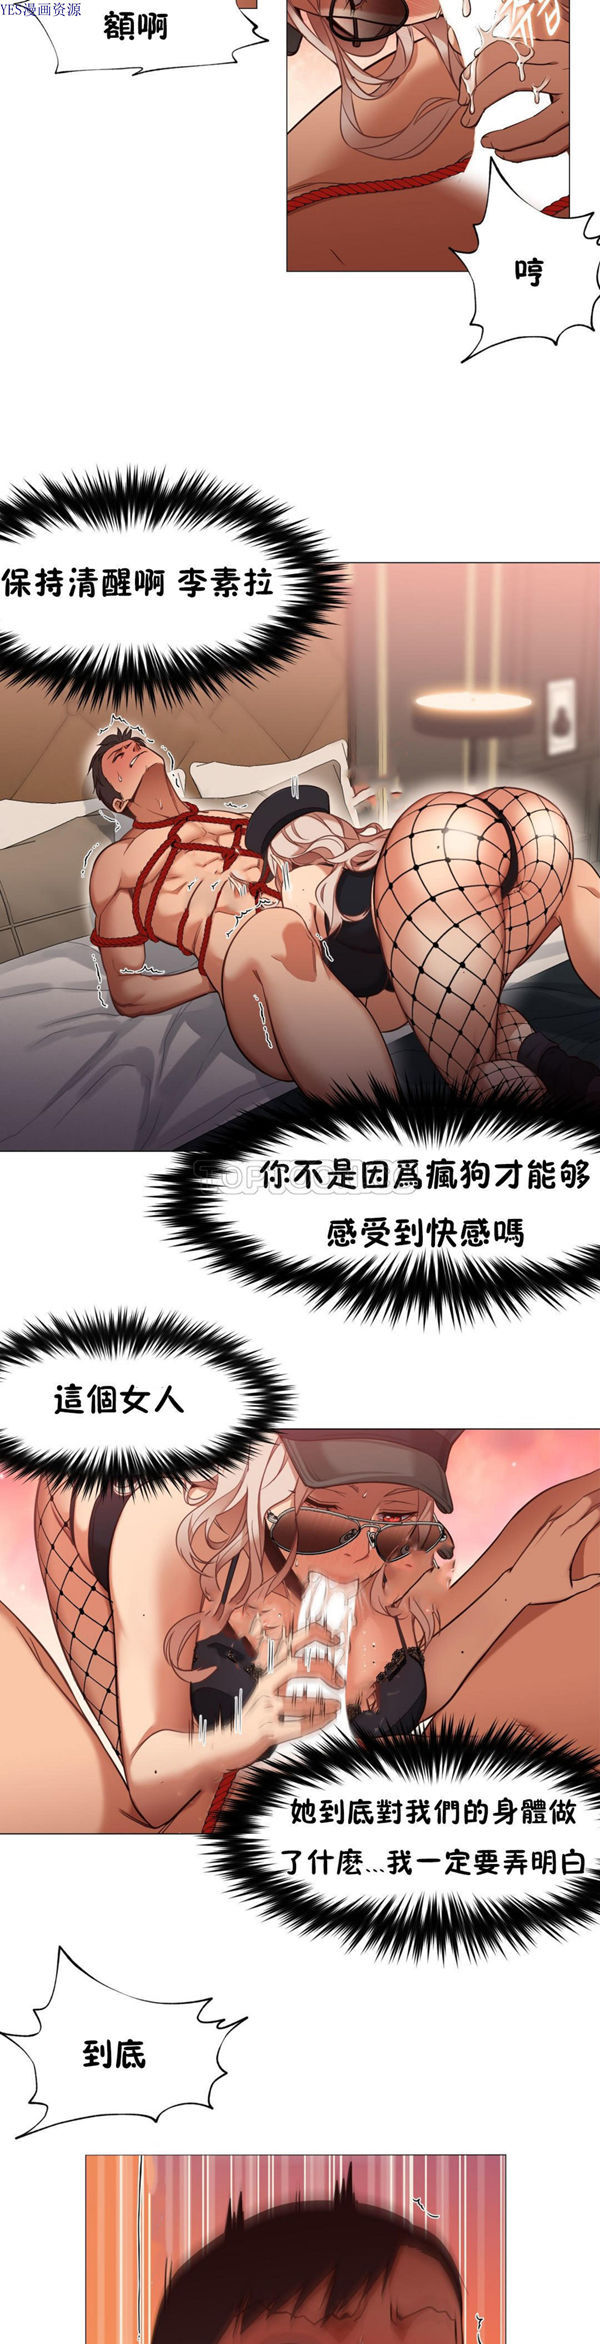 YES漫画资源
額啊
哼
保持清醒啊 李素拉
你不是因爲瘋狗才能够
感受到快感嗎
這個女人
她到底對我們的身體做
了什麽...我一定要弄明白
到底